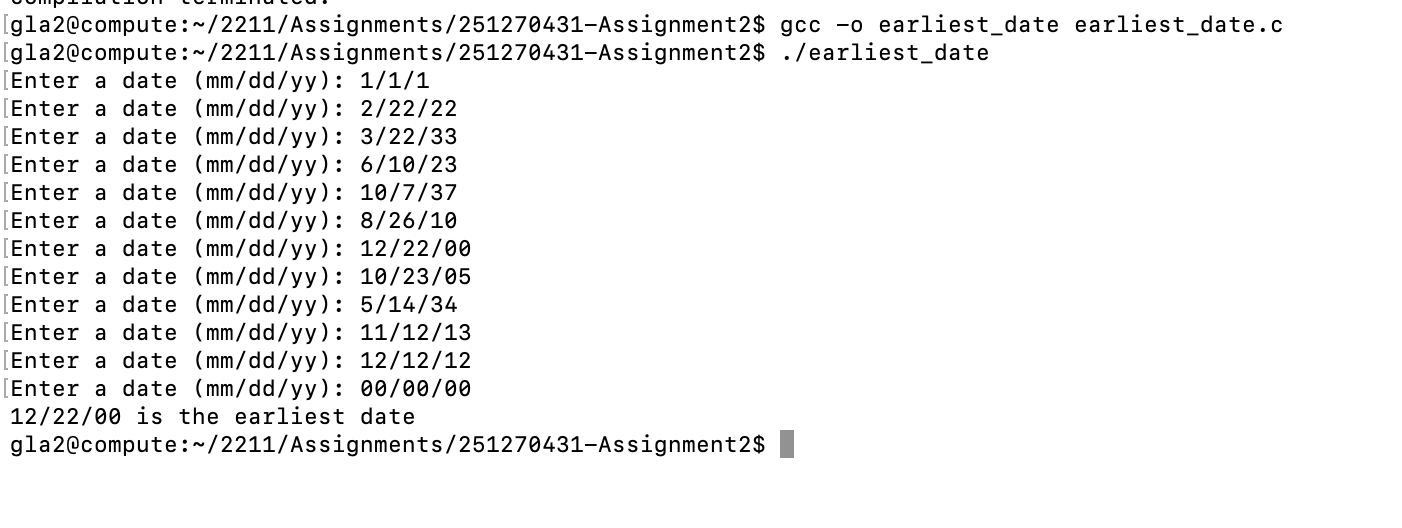 compilation terminated.
[gla2@compute:~/2211/Assignments/251270431-Assignment2$ gcc -o earliest_date earliest_date.c
[gla2@compute:~/2211/Assignments/251270431-Assignment2$ ./earliest_date
[Enter a date (mm/dd/yy): 1/1/1
[Enter a date (mm/dd/yy): 2/22/22
[Enter a date (mm/dd/yy): 3/22/33
[Enter a date (mm/dd/yy): 6/10/23
[Enter a date (mm/dd/yy): 10/7/37
[Enter a date (mm/dd/yy): 8/26/10
[Enter a date (mm/dd/yy): 12/22/00
[Enter a date (mm/dd/yy): 10/23/05
[Enter a date (mm/dd/yy): 5/14/34
[Enter a date (mm/dd/yy): 11/12/13
[Enter a date (mm/dd/yy): 12/12/12
[Enter a date (mm/dd/yy): 00/00/00
12/22/00 is the earliest date
gla2@compute:~/2211/Assignments/251270431-Assignment2$